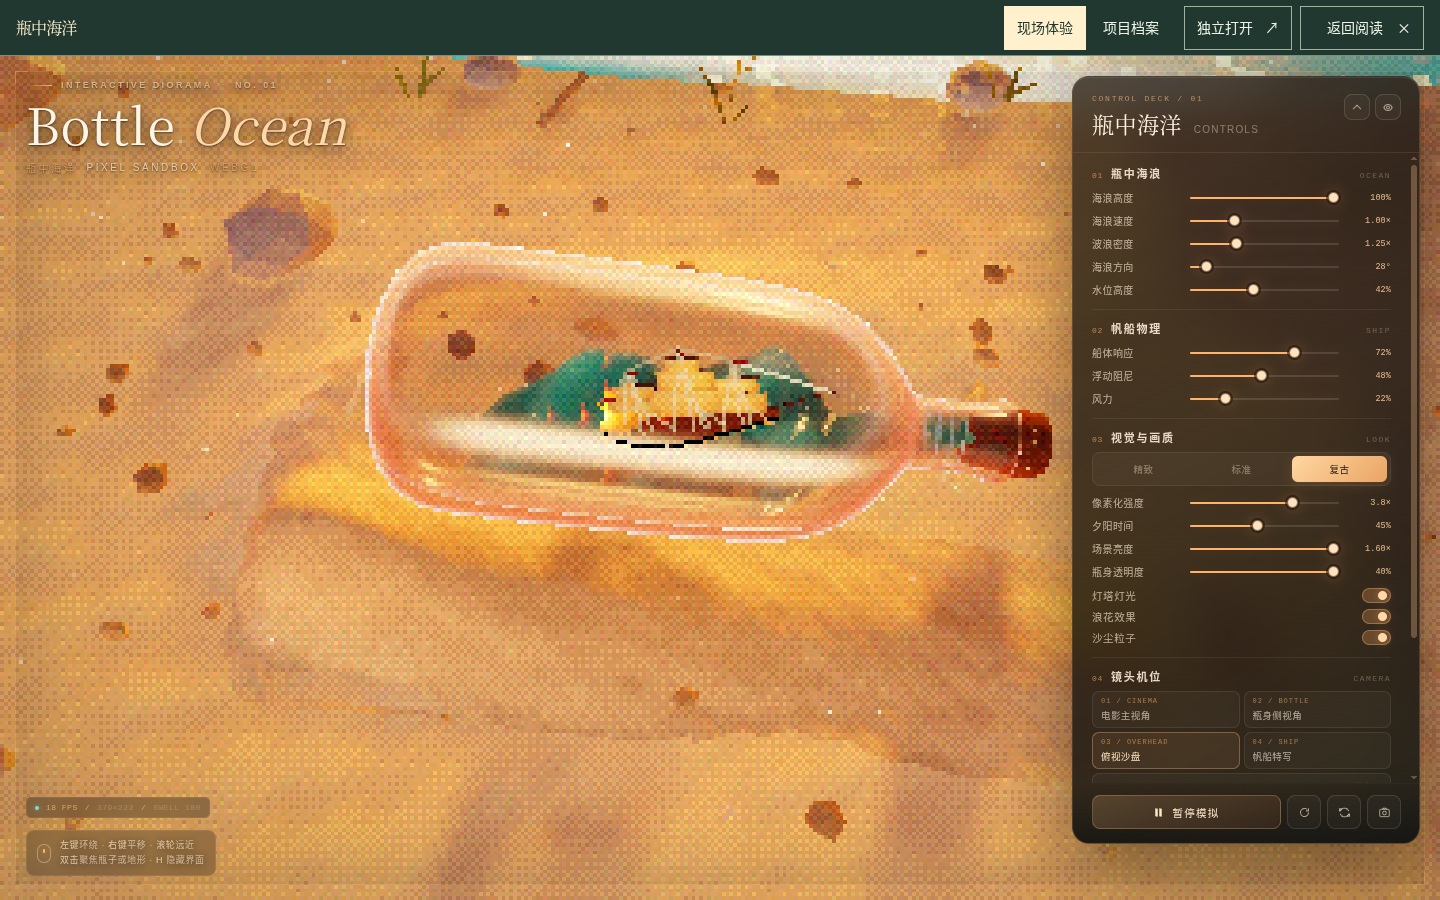 瓶中海洋
现场体验
项目档案
独立打开 ↗
返回阅读 ×
INTERACTIVE DIORAMA NO. 01
Bottle Ocean
瓶中海洋 PIXEL SANDBOX WEBGL
CONTROL DECK / 01
瓶中海洋 CONTROLS
01 瓶中海浪 OCEAN
海浪高度 100%
海浪速度 1.00×
波浪密度 1.25×
海浪方向 28°
水位高度 42%
02 帆船物理 SHIP
船体响应 72%
浮动阻尼 48%
风力 22%
03 视觉与画质 LOOK
精致 标准 复古
像素化强度 3.8×
夕阳时间 45%
场景亮度 1.60×
瓶身透明度 40%
灯塔灯光
浪花效果
沙尘粒子
04 镜头机位 CAMERA
01 / CINEMA
电影主视角
02 / BOTTLE
瓶身侧视角
03 / OVERHEAD
俯视沙盘
04 / SHIP
帆船特写
暂停模拟
18 FPS / 379×222 / SWELL 100
左键环绕 · 右键平移 · 滚轮远近
双击聚焦瓶子或地形 · H 隐藏界面